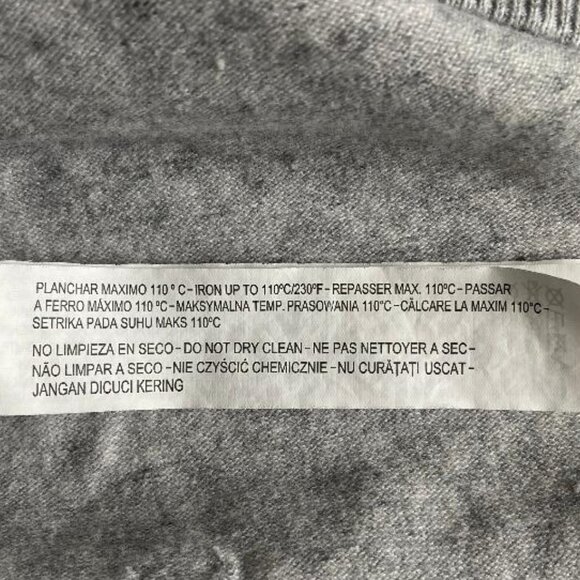 PLANCHAR MAXIMO 110 º C - IRON UP TO 110ºC/230ºF - REPASSER MAX. 110ºC - PASSAR
A FERRO MÁXIMO 110 ºC - MAKSYMALNA TEMP. PRASOWANIA 110°C - CĂLCARE LA MAXIM 110°C -
SETRIKA PADA SUHU MAKS 110ºC
NO LIMPIEZA EN SECO - DO NOT DRY CLEAN - NE PAS NETTOYER A SEC -
NÃO LIMPAR A SECO - NIE CZYŚCIĆ CHEMICZNIE - NU CURĂȚAȚI USCAT -
JANGAN DICUCI KERING